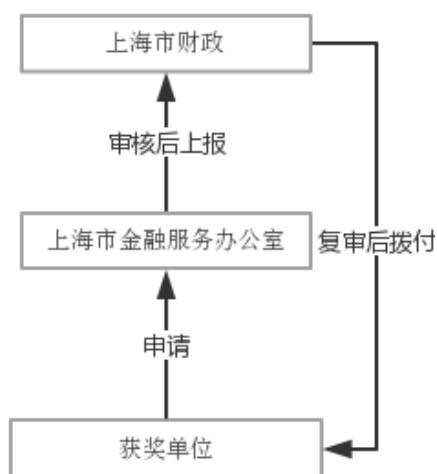 上海市财政
审核后上报
上海市金融服务办公室
复审后拨付
申请
获奖单位